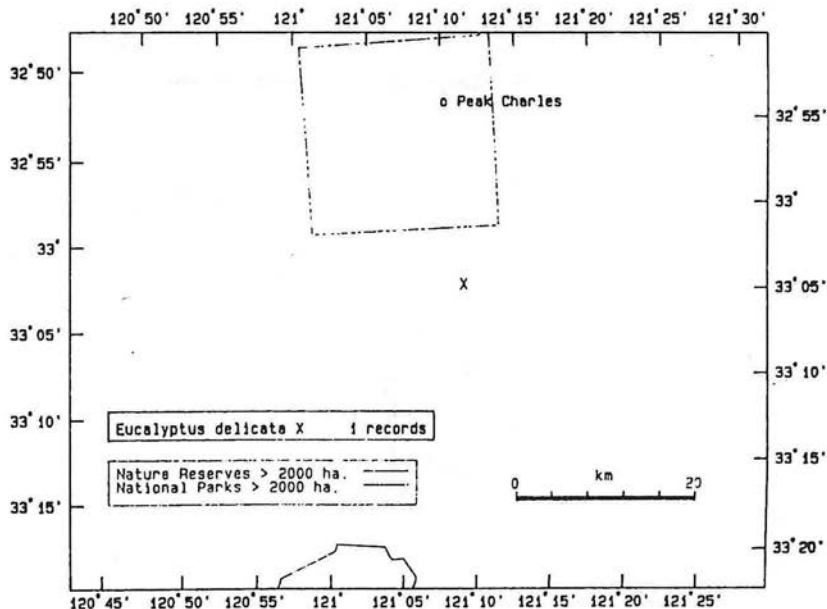 120°50' 120°55' 121° 121°05' 121°10' 121°15' 121°20' 121°25' 121°30'
32°50'
o Peak Charles
32°55'
32°55'
33°
33°
X
33°05'
33°05'
33°10'
33°10'
Eucalyptus delicata X 1 records
33°15'
Nature Reserves > 2000 ha.
km
National Parks > 2000 ha.
0 20
33°15'
33°20'
120°45' 120°50' 120°55' 121° 121°05' 121°10' 121°15' 121°20' 121°25'